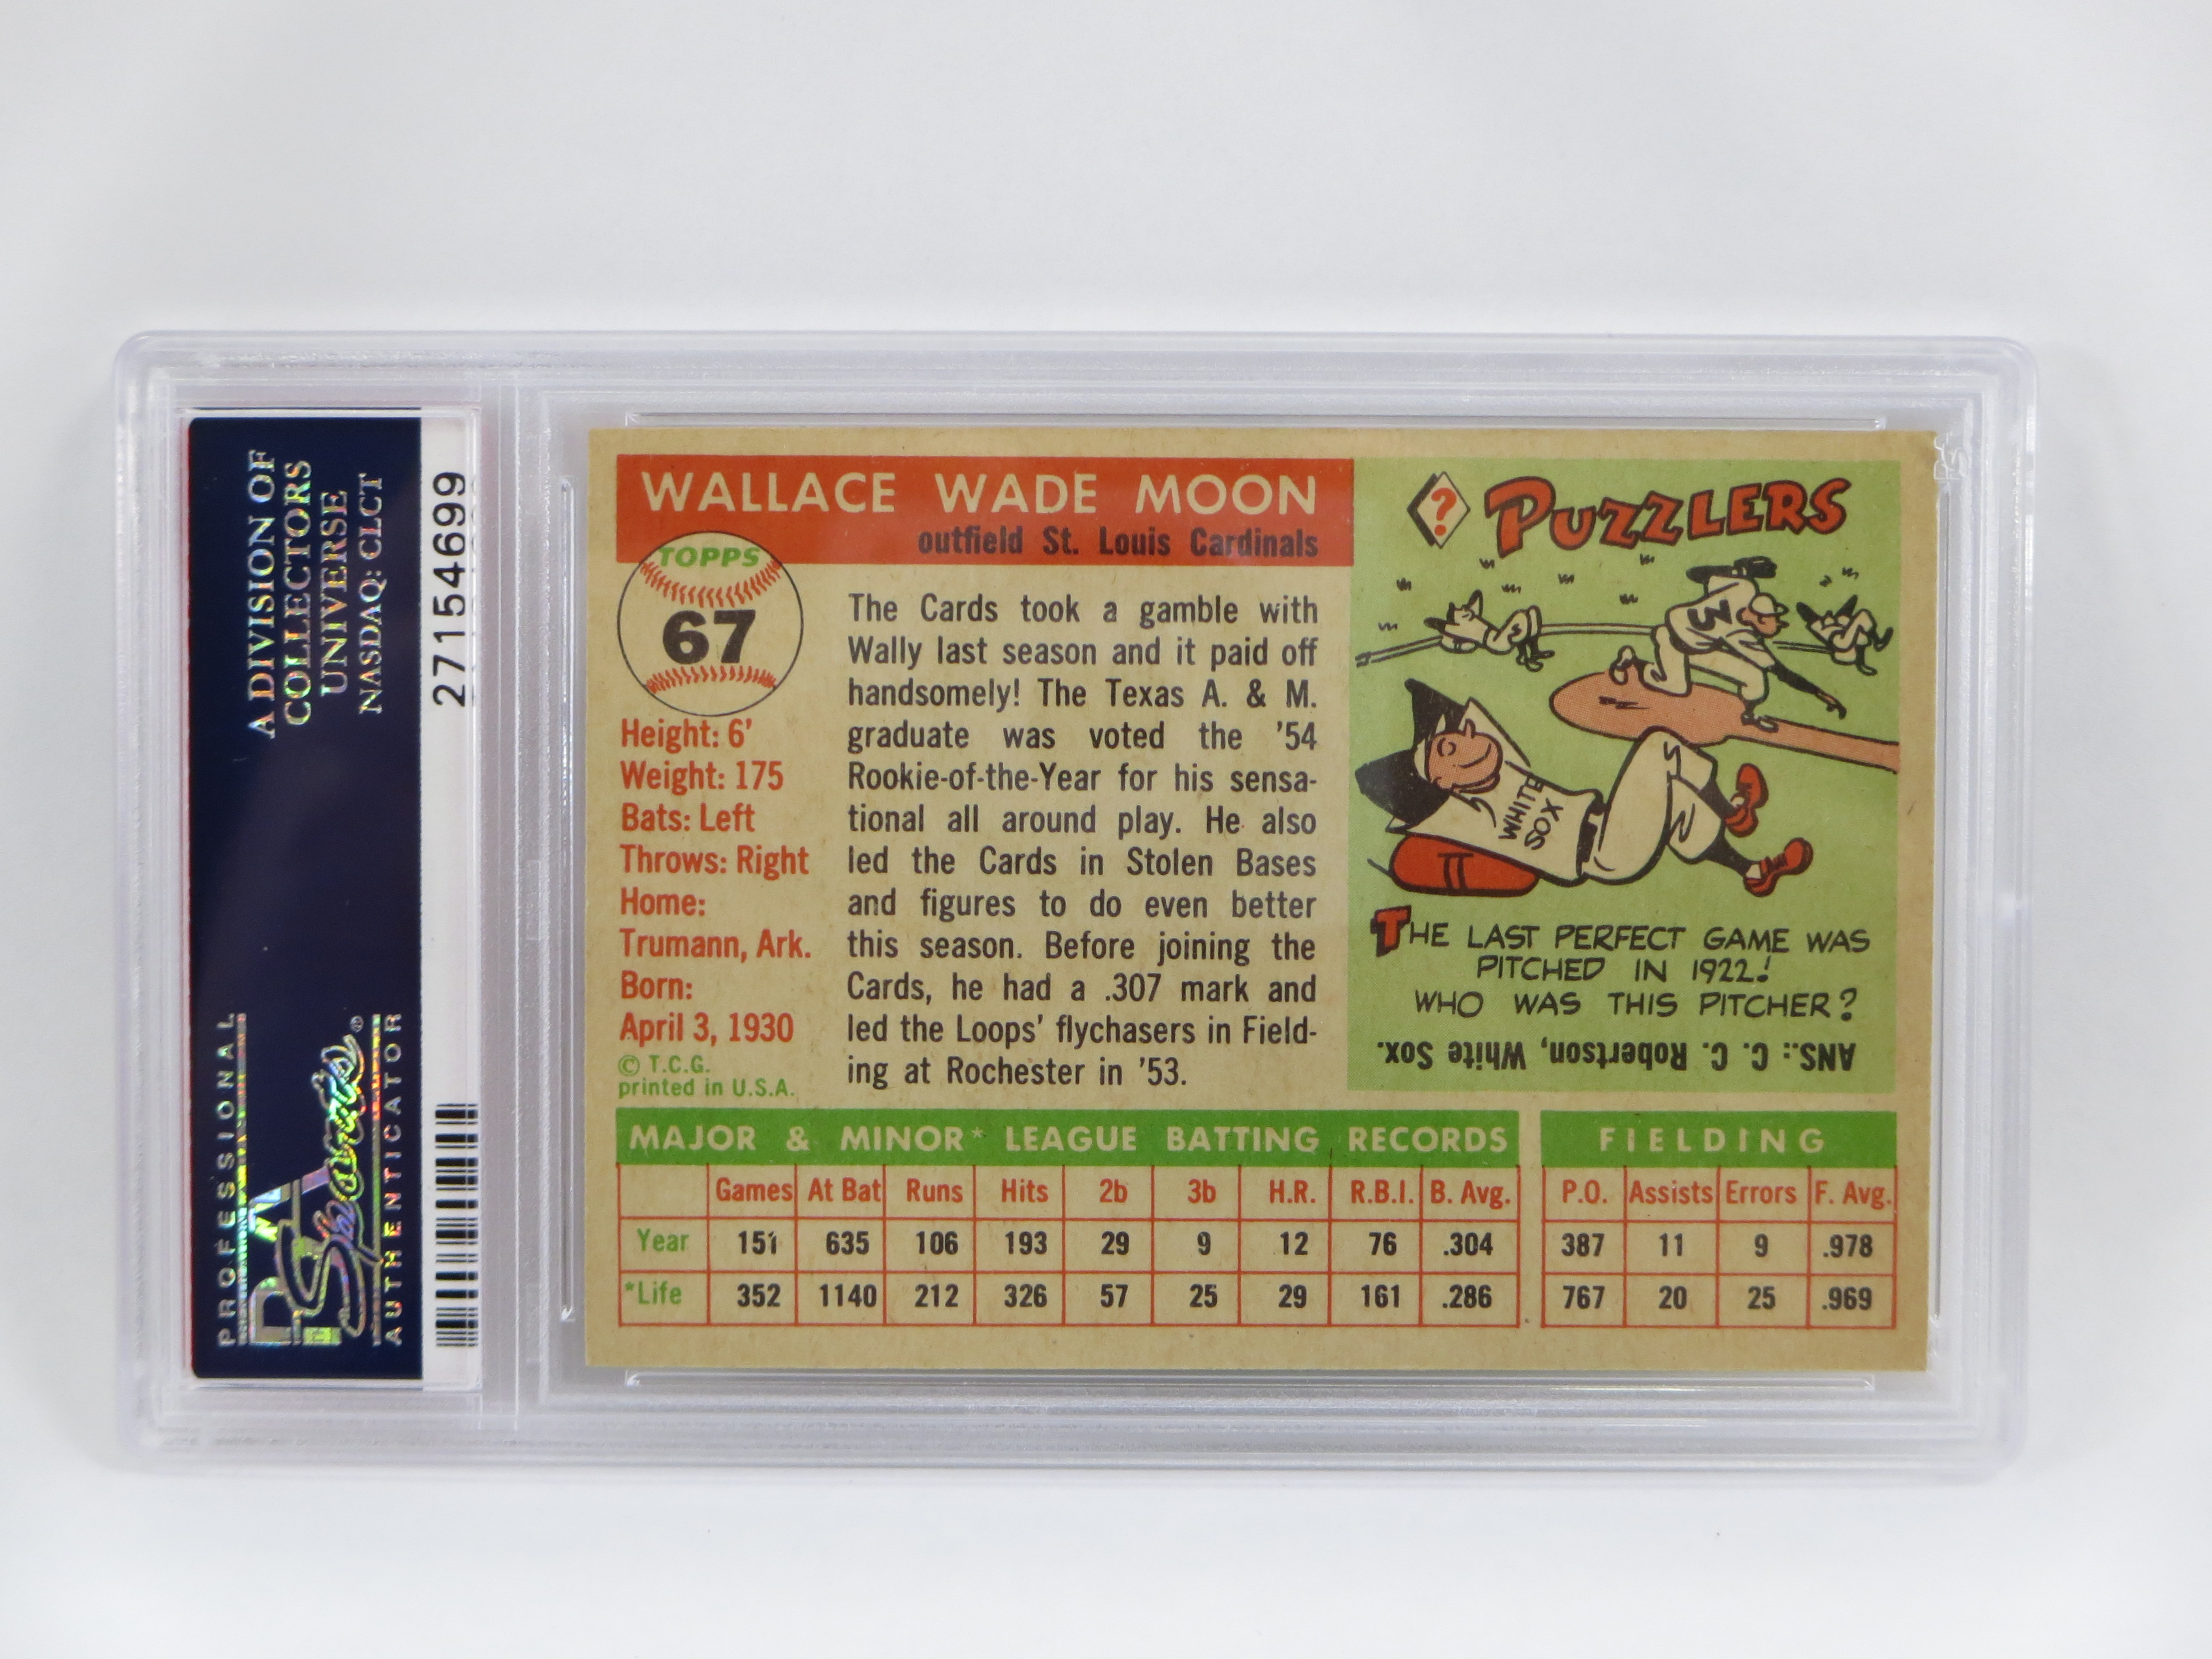 A DIVISION OF
COLLECTORS
UNIVERSE
NASDAQ: CLCT
27154699
PROFESSIONAL
PSA
Sports
®
AUTHENTICATOR
WALLACE WADE MOON
outfield St. Louis Cardinals
TOPPS
67
Height: 6'
Weight: 175
Bats: Left
Throws: Right
Home:
Trumann, Ark.
Born:
April 3, 1930
© T.C.G.
printed in U.S.A.
The Cards took a gamble with
Wally last season and it paid off
handsomely! The Texas A. & M.
graduate was voted the '54
Rookie-of-the-Year for his sensa-
tional all around play. He also
led the Cards in Stolen Bases
and figures to do even better
this season. Before joining the
Cards, he had a .307 mark and
led the Loops' flychasers in Field-
ing at Rochester in '53.
? PUZZLERS
3
WHITE
SOX
THE LAST PERFECT GAME WAS
PITCHED IN 1922!
WHO WAS THIS PITCHER?
ANS.: C. C. Robertson, White Sox.
MAJOR & MINOR* LEAGUE BATTING RECORDS
Games At Bat Runs Hits 2b 3b H.R. R.B.I. B. Avg.
Year 151 635 106 193 29 9 12 76 .304
*Life 352 1140 212 326 57 25 29 161 .286
FIELDING
P.O. Assists Errors F. Avg.
387 11 9 .978
767 20 25 .969